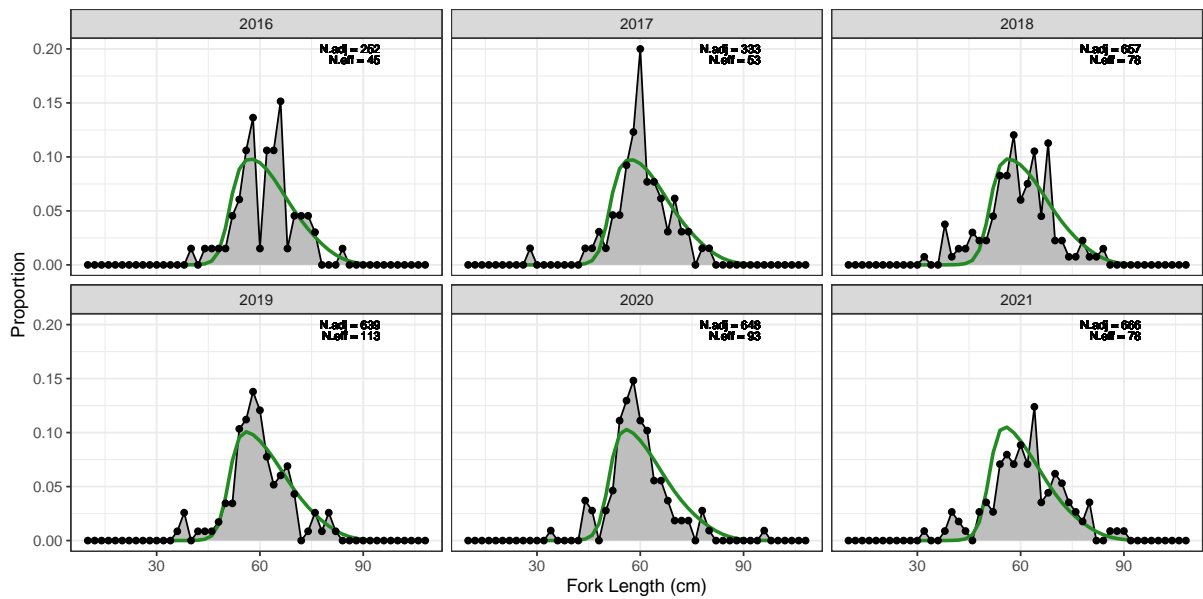 2016 2017 2018
N.adj = 252 N.adj = 333 N.adj = 657
N.eff = 45 N.eff = 53 N.eff = 78
0.20
0.15
0.10
0.05
0.00
2019 2020 2021
N.adj = 639 N.adj = 648 N.adj = 666
N.eff = 113 N.eff = 93 N.eff = 78
0.20
0.15
0.10
0.05
0.00
30 60 90 30 60 90 30 60 90
Fork Length (cm)
Proportion